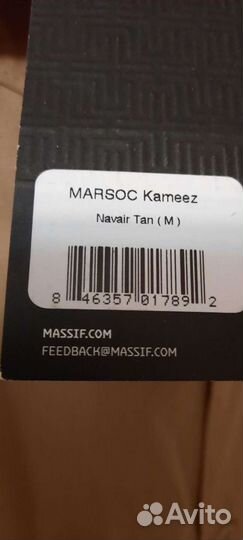 MARSOC Kameez
Navair Tan ( M )
8 46357 01789 2
MASSIF.COM
FEEDBACK@MASSIF.COM
Avito